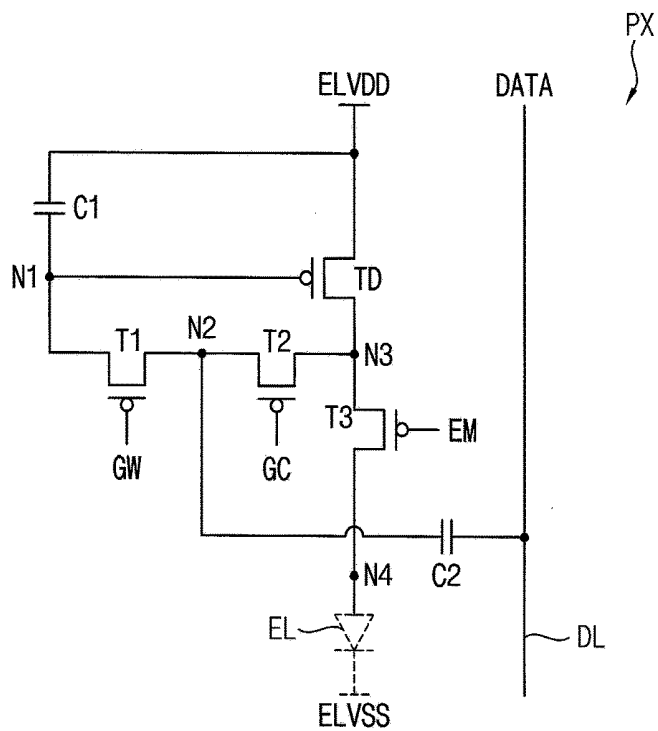 PX
ELVDD
DATA
C1
N1
TD
T1
N2
T2
N3
T3
EM
GW
GC
C2
N4
EL
DL
ELVSS